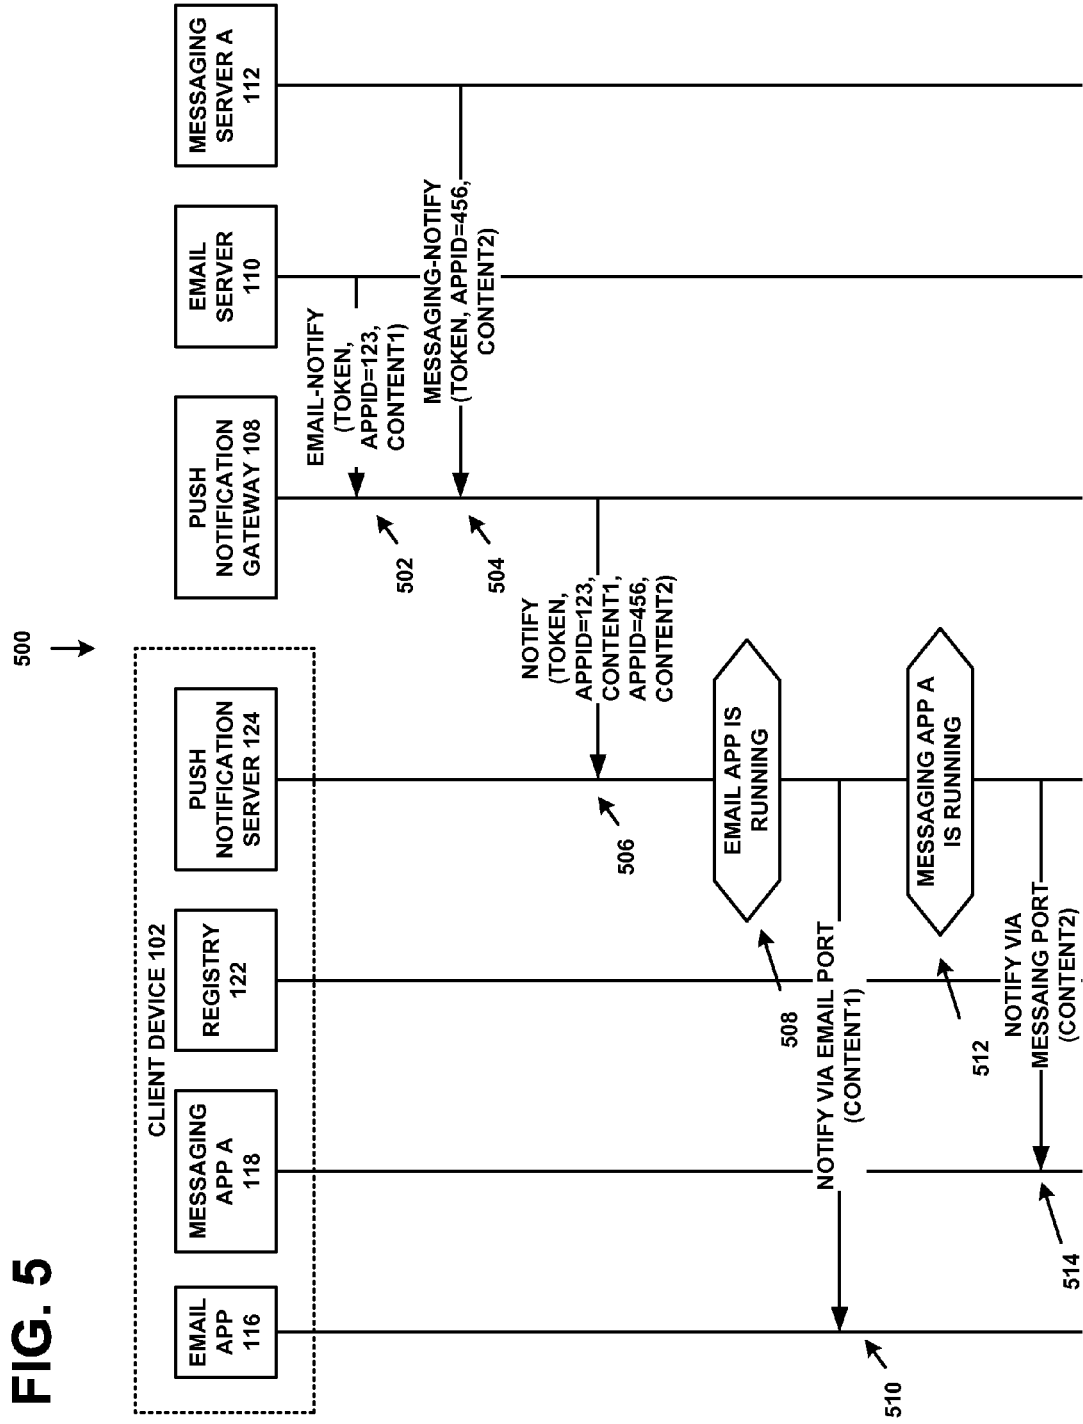 FIG. 5
500
CLIENT DEVICE 102
EMAIL
APP
116
MESSAGING
APP A
118
REGISTRY
122
PUSH
NOTIFICATION
SERVER 124
PUSH
NOTIFICATION
GATEWAY 108
EMAIL
SERVER
110
MESSAGING
SERVER A
112
EMAIL-NOTIFY
(TOKEN,
APPID=123,
CONTENT1)
502
MESSAGING-NOTIFY
(TOKEN, APPID=456,
CONTENT2)
504
NOTIFY
(TOKEN,
APPID=123,
CONTENT1,
APPID=456,
CONTENT2)
506
EMAIL APP IS
RUNNING
508
NOTIFY VIA EMAIL PORT
(CONTENT1)
510
MESSAGING APP A
IS RUNNING
512
NOTIFY VIA
MESSAING PORT
(CONTENT2)
514